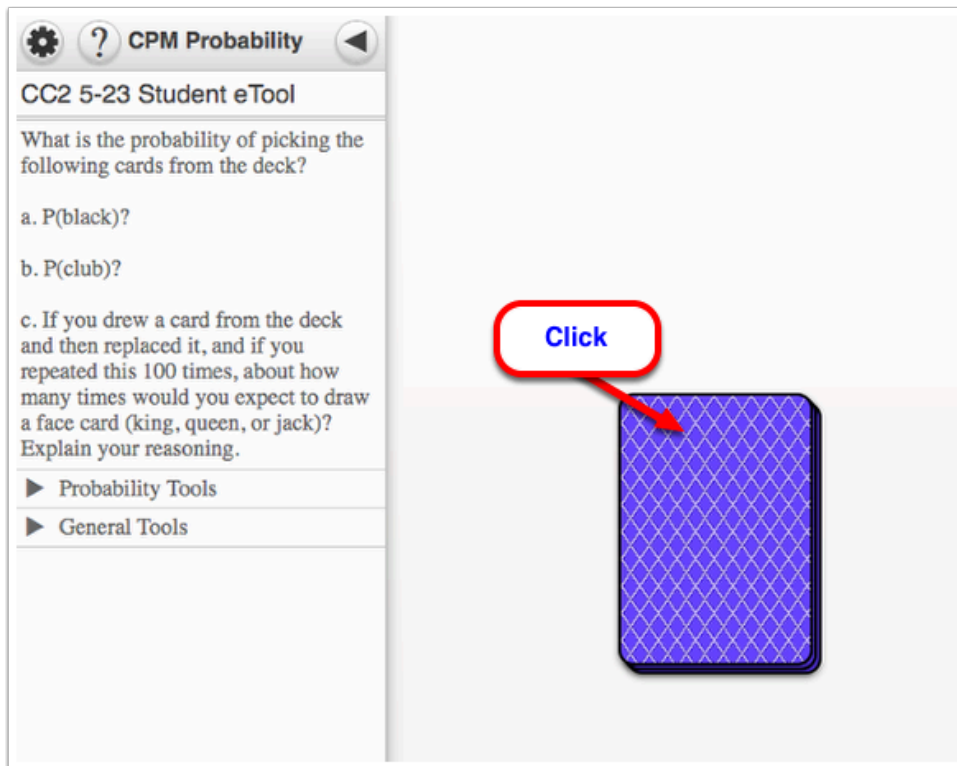 ? CPM Probability
CC2 5-23 Student eTool
What is the probability of picking the
following cards from the deck?
a. P(black)?
b. P(club)?
c. If you drew a card from the deck
and then replaced it, and if you
repeated this 100 times, about how
many times would you expect to draw
a face card (king, queen, or jack)?
Explain your reasoning.
Probability Tools
General Tools
Click